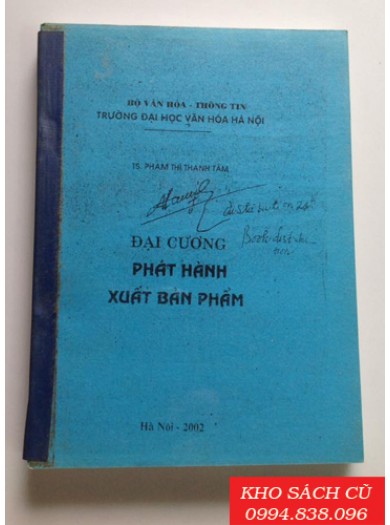 BỘ VĂN HÓA - THÔNG TIN
TRƯỜNG ĐẠI HỌC VĂN HÓA HÀ NỘI
TS. PHẠM THỊ THANH TÂM
ĐẠI CƯƠNG
PHÁT HÀNH
XUẤT BẢN PHẨM
Hà Nội - 2002
KHO SÁCH CŨ
0994.838.096